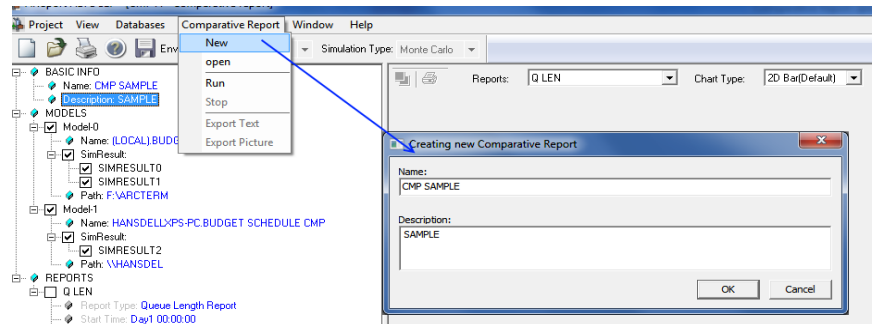 Project View Databases Comparative Report Window Help
Env Simulation Type: Monte Carlo
New
open
Run
Stop
Export Text
Export Picture
BASIC INFO
Name: CMP SAMPLE
Description: SAMPLE
MODELS
Model-0
Name: (LOCAL).BUDG
SimResult:
SIMRESULT0
SIMRESULT1
Path: F:\ARCTERM
Model-1
Name: HANSDELLXPS-PC.BUDGET SCHEDULE CMP
SimResult:
SIMRESULT2
Path: \\HANSDEL
REPORTS
Q LEN
Report Type: Queue Length Report
Start Time: Day1 00:00:00
Reports: Q LEN Chart Type: 2D Bar(Default)
Creating new Comparative Report
Name:
CMP SAMPLE
Description:
SAMPLE
OK Cancel